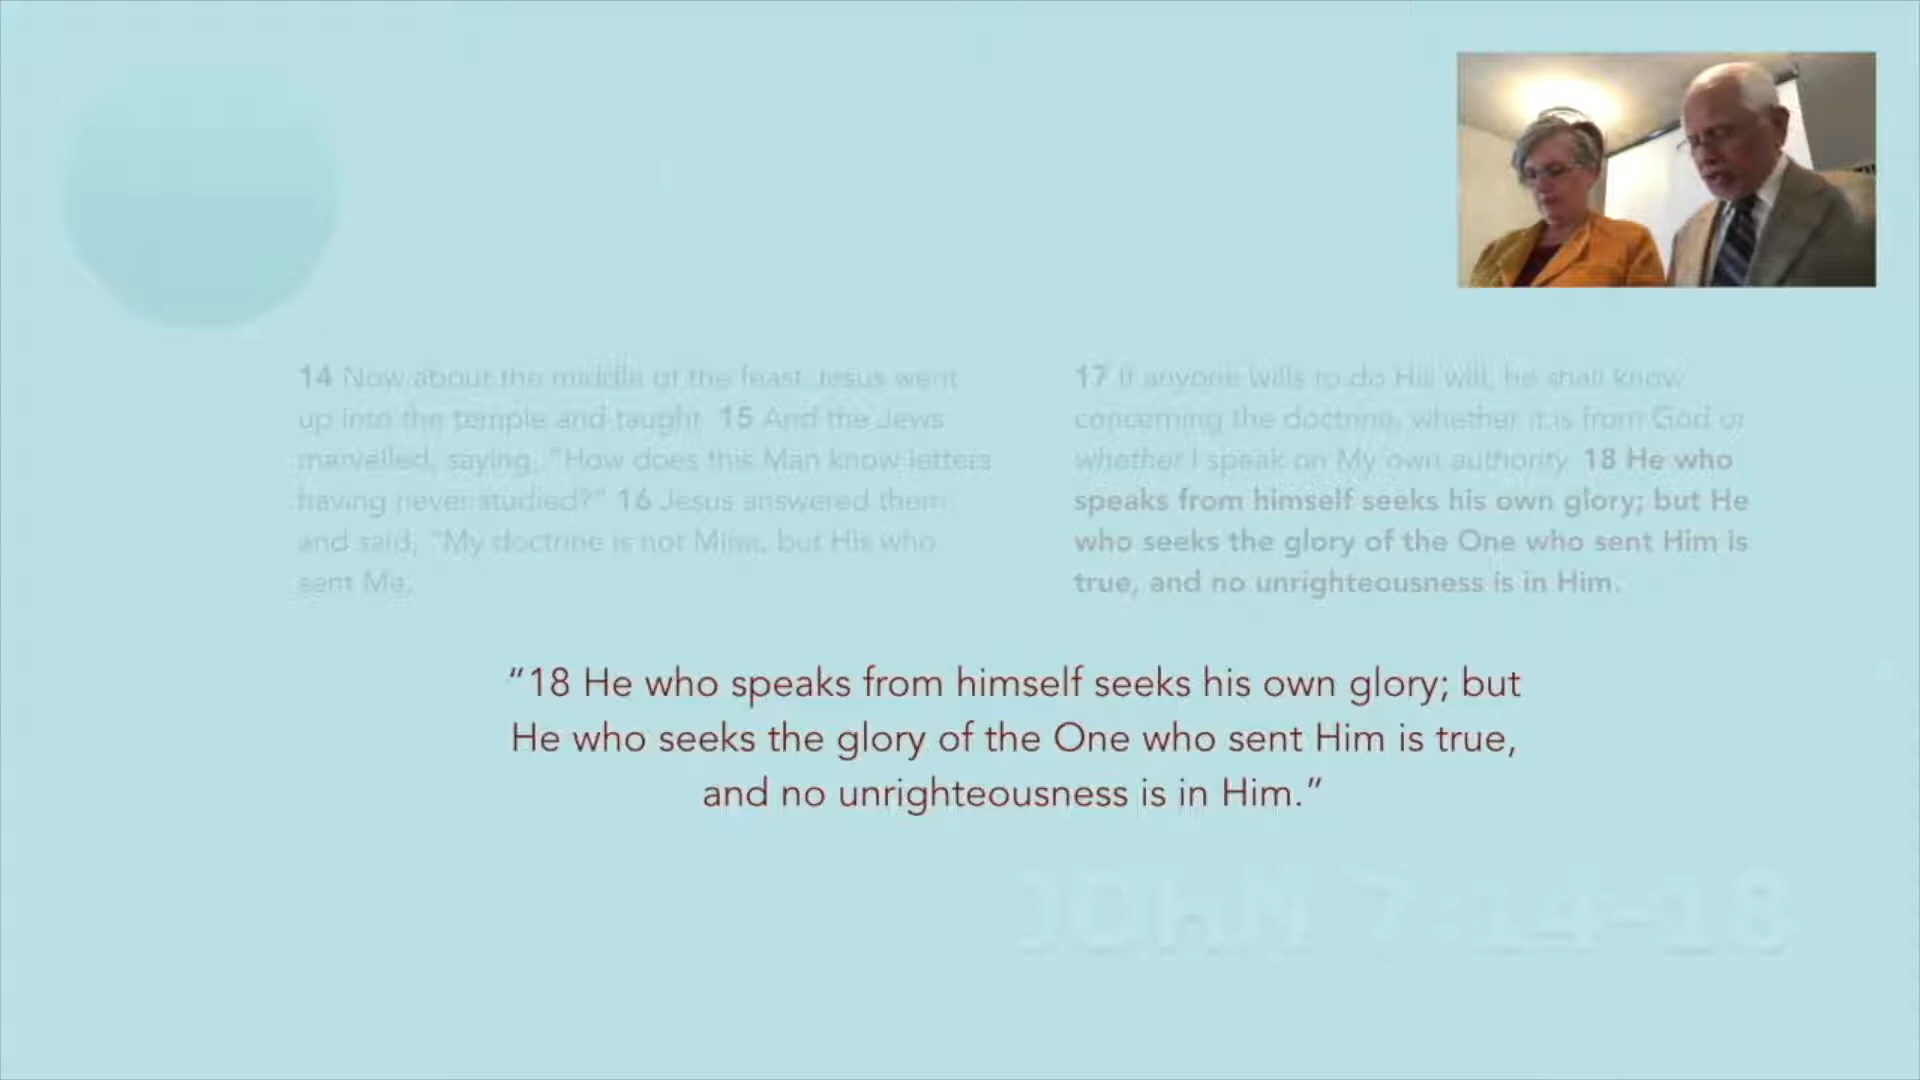 14 Now about the middle of the feast Jesus went
up into the temple and taught. 15 And the Jews
marvelled, saying, "How does this Man know letters
having never studied?" 16 Jesus answered them
and said, "My doctrine is not Mine, but His who
sent Me.
17 If anyone wills to do His will, he shall know
concerning the doctrine, whether it is from God or
whether I speak on My own authority. 18 He who
speaks from himself seeks his own glory; but He
who seeks the glory of the One who sent Him is
true, and no unrighteousness is in Him.
"18 He who speaks from himself seeks his own glory; but
He who seeks the glory of the One who sent Him is true,
and no unrighteousness is in Him."
JOHN 7:14-18